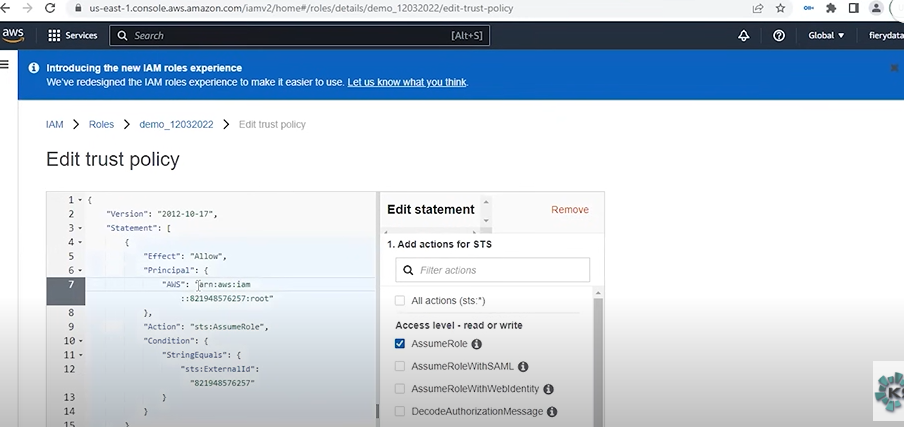 us-east-1.console.aws.amazon.com/iamv2/home#/roles/details/demo_12032022/edit-trust-policy
aws Services Search [Alt+S] Global fierydata
Introducing the new IAM roles experience
We've redesigned the IAM roles experience to make it easier to use. Let us know what you think.
IAM Roles demo_12032022 Edit trust policy
Edit trust policy
1 {
2 "Version": "2012-10-17",
3 "Statement": [
4 {
5 "Effect": "Allow",
6 "Principal": {
7 "AWS": "arn:aws:iam
::821948576257:root"
8 },
9 "Action": "sts:AssumeRole",
10 "Condition": {
11 "StringEquals": {
12 "sts:ExternalId":
"821948576257"
13 }
14 }
15 }
Edit statement Remove
1. Add actions for STS
Filter actions
All actions (sts:*)
Access level - read or write
AssumeRole
AssumeRoleWithSAML
AssumeRoleWithWebIdentity
DecodeAuthorizationMessage